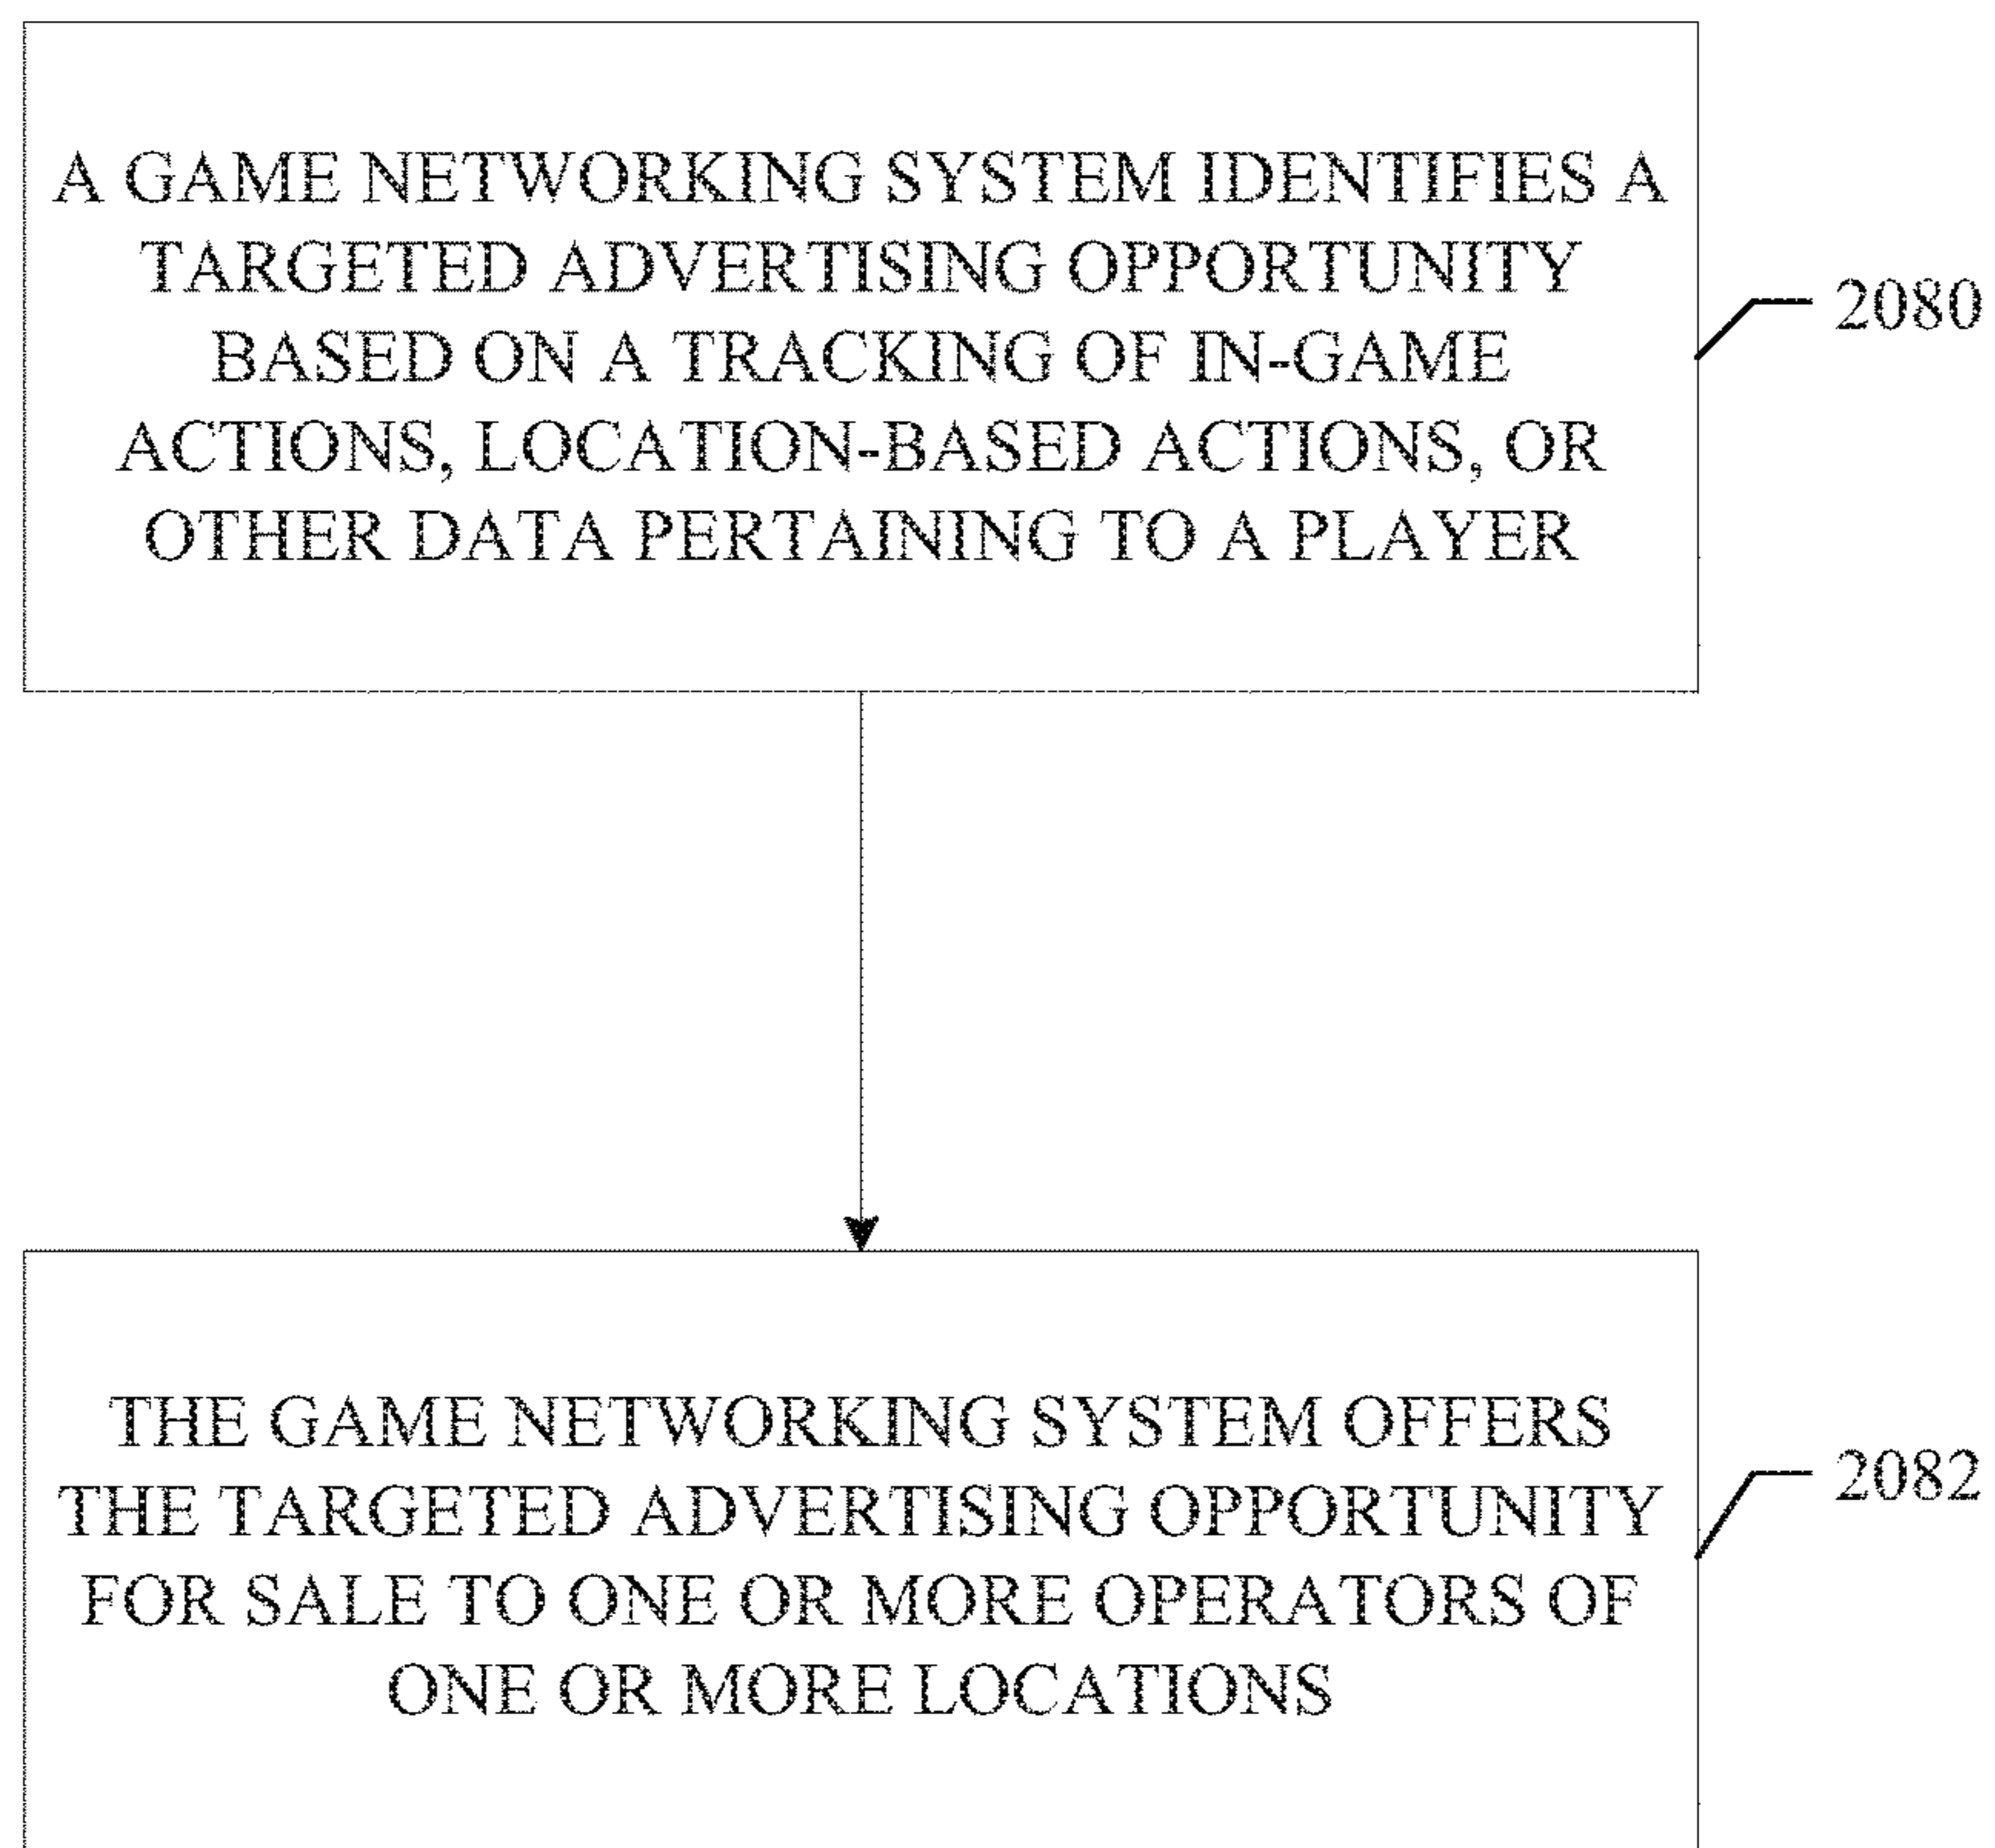 A GAME NETWORKING SYSTEM IDENTIFIES A
TARGETED ADVERTISING OPPORTUNITY
BASED ON A TRACKING OF IN-GAME
ACTIONS, LOCATION-BASED ACTIONS, OR
OTHER DATA PERTAINING TO A PLAYER
2080
THE GAME NETWORKING SYSTEM OFFERS
THE TARGETED ADVERTISING OPPORTUNITY
FOR SALE TO ONE OR MORE OPERATORS OF
ONE OR MORE LOCATIONS
2082